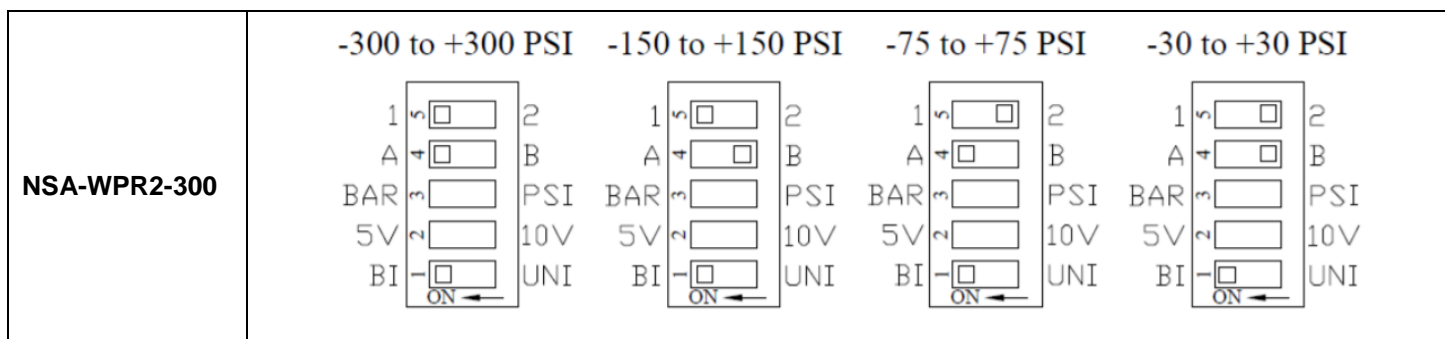 -300 to +300 PSI -150 to +150 PSI -75 to +75 PSI -30 to +30 PSI
1 5 2 1 5 2 1 5 2 1 5 2
A 4 B A 4 B A 4 B A 4 B
NSA-WPR2-300
BAR 3 PSI BAR 3 PSI BAR 3 PSI BAR 3 PSI
5V 2 10V 5V 2 10V 5V 2 10V 5V 2 10V
BI 1 UNI BI 1 UNI BI 1 UNI BI 1 UNI
ON ON ON ON